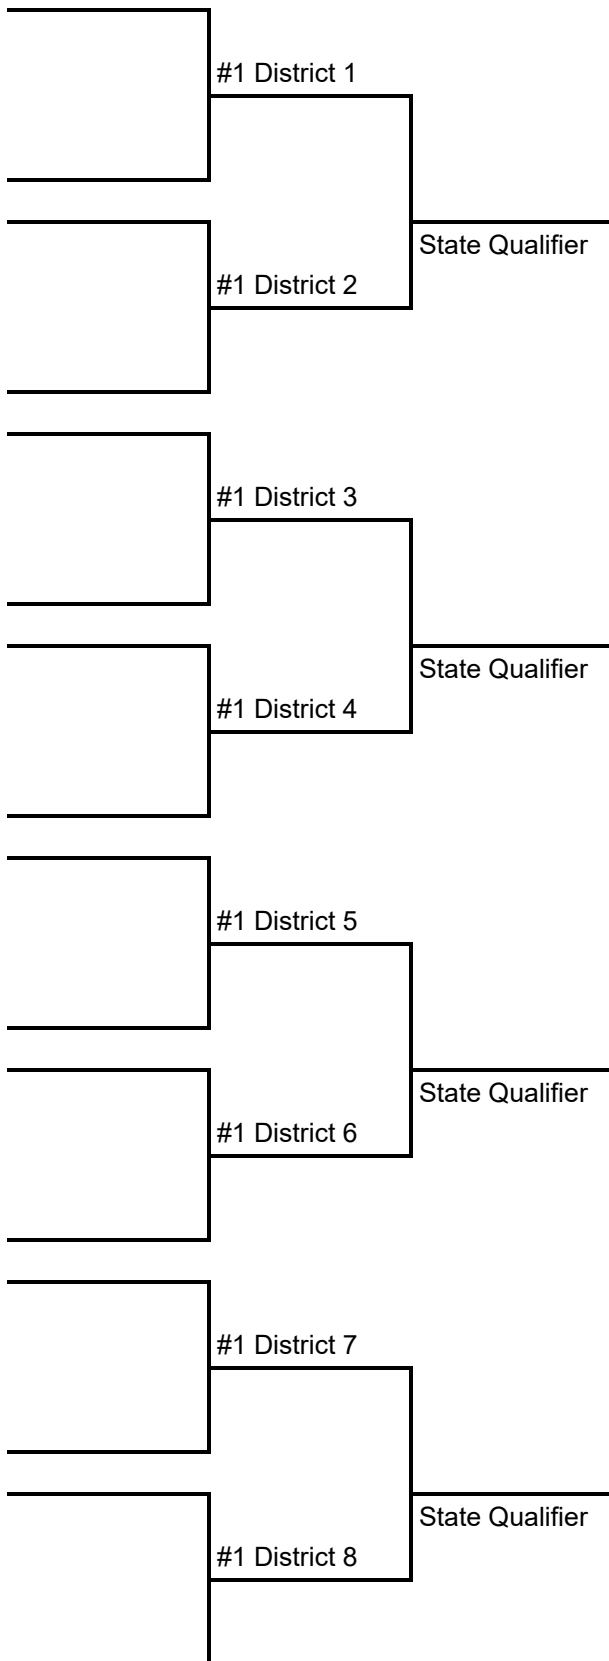 #1 District 1
State Qualifier
#1 District 2
#1 District 3
State Qualifier
#1 District 4
#1 District 5
State Qualifier
#1 District 6
#1 District 7
State Qualifier
#1 District 8